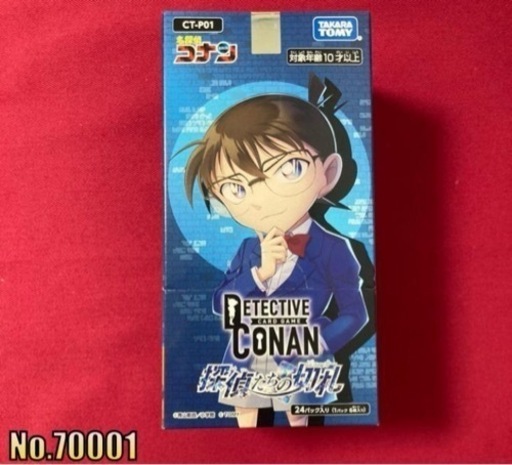 CT-P01
名探偵
コナン
TAKARA
TOMY
対象年齢10才以上
DETECTIVE
CARD GAME
CONAN
探偵たちの切札
24パック入り
No.70001